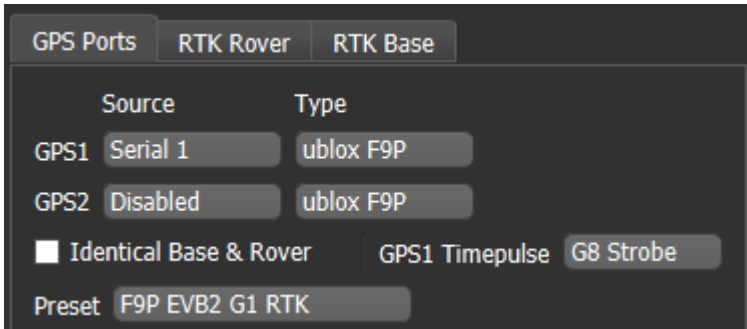 GPS Ports RTK Rover RTK Base
Source Type
GPS1 Serial 1 ublox F9P
GPS2 Disabled ublox F9P
Identical Base & Rover GPS1 Timepulse G8 Strobe
Preset F9P EVB2 G1 RTK